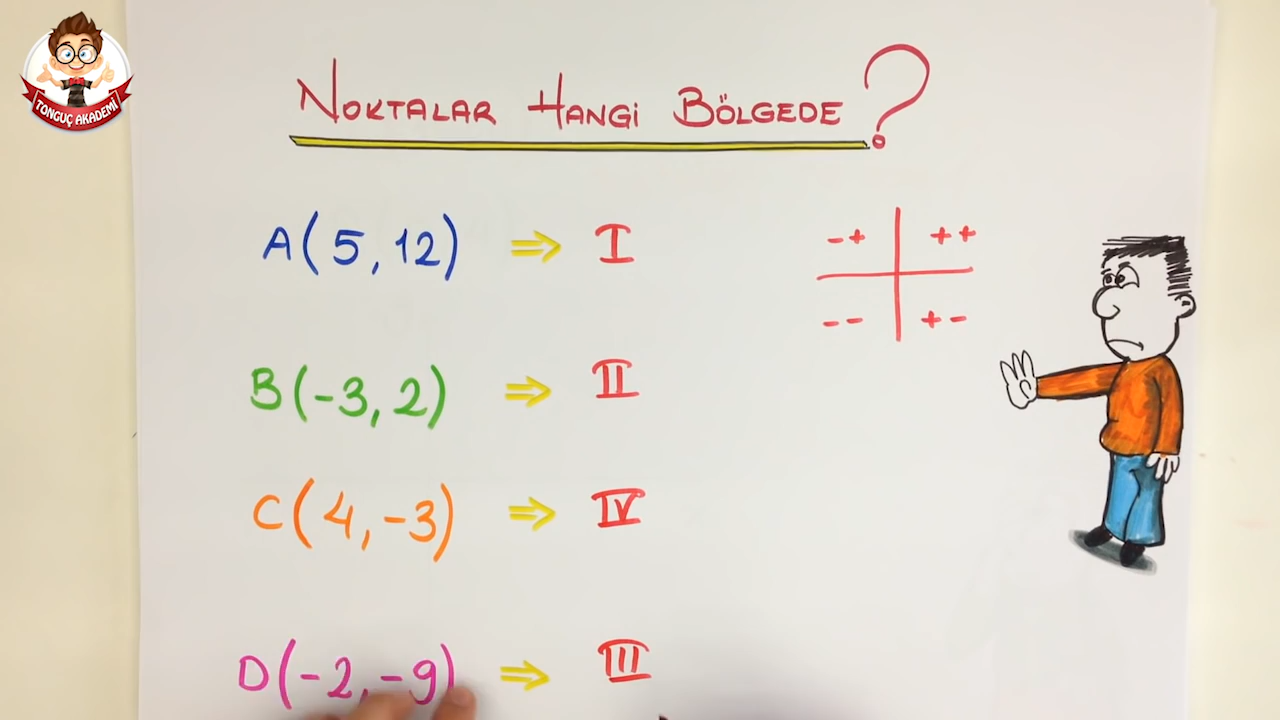 TONGUÇ AKADEMİ
NOKTALAR HANGİ BÖLGEDE ?
A(5,12) ⇒ I
-+ ++
-- +-
B(-3,2) ⇒ II
C(4,-3) ⇒ IV
D(-2,-9) ⇒ III